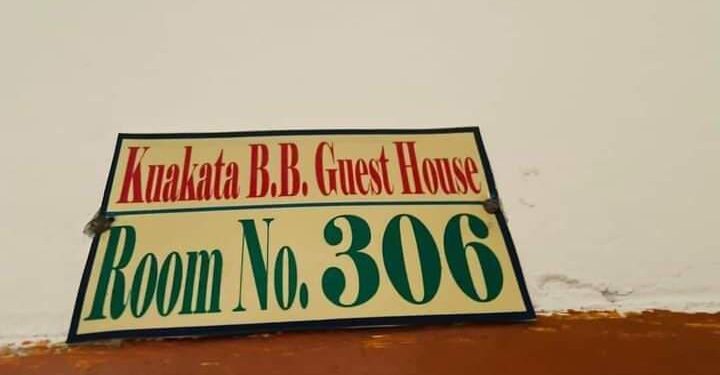 Kuakata B.B. Guest House
Room No. 306